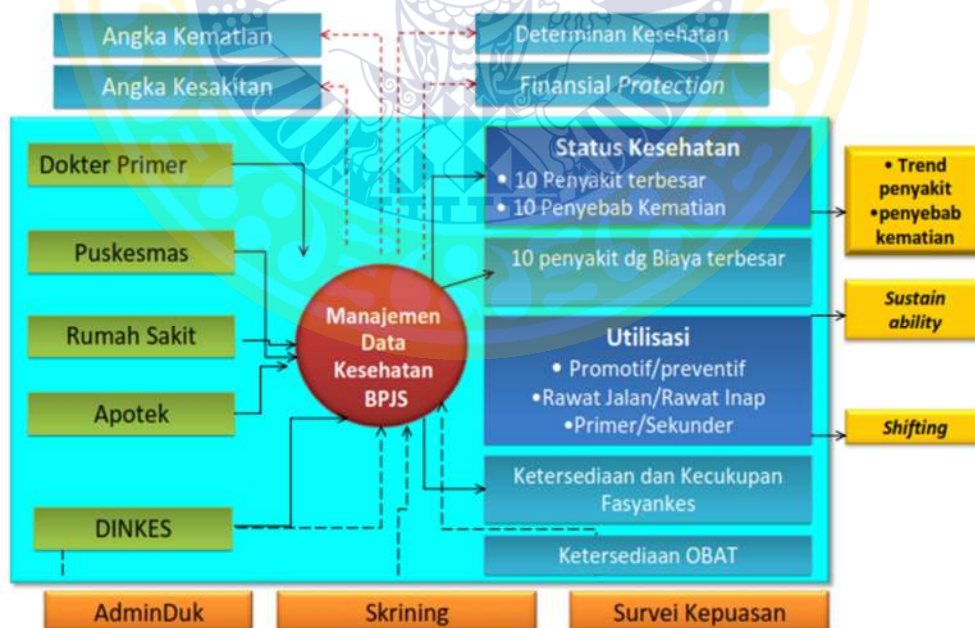 Angka Kematian
Determinan Kesehatan
Angka Kesakitan
Finansial Protection
Dokter Primer
Puskesmas
Rumah Sakit
Apotek
DINKES
Manajemen
Data
Kesehatan
BPJS
Status Kesehatan
• 10 Penyakit terbesar
• 10 Penyebab Kematian
10 penyakit dg Biaya terbesar
Utilisasi
• Promotif/preventif
•Rawat Jalan/Rawat Inap
•Primer/Sekunder
Ketersediaan dan Kecukupan
Fasyankes
Ketersediaan OBAT
• Trend
penyakit
•penyebab
kematian
Sustain
ability
Shifting
AdminDuk
Skrining
Survei Kepuasan